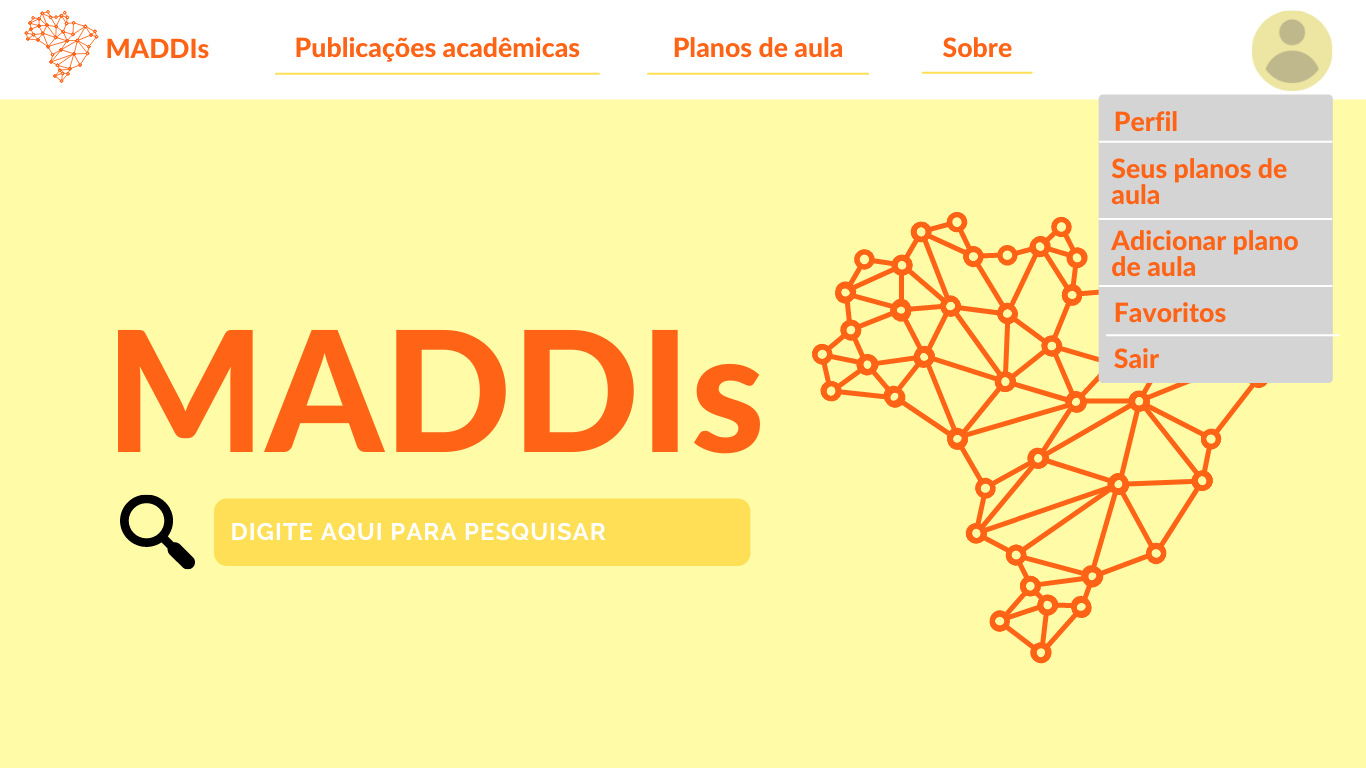 MADDIs
Publicações acadêmicas
Planos de aula
Sobre
Perfil
Seus planos de
aula
Adicionar plano
de aula
Favoritos
Sair
MADDIs
DIGITE AQUI PARA PESQUISAR